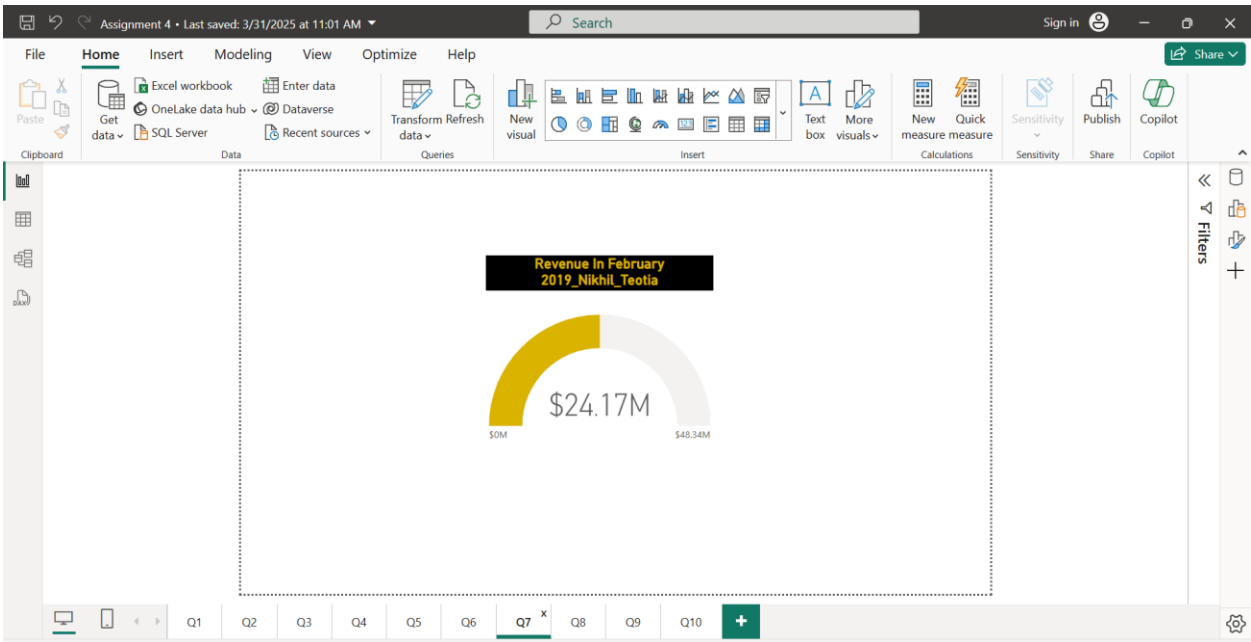 Assignment 4 • Last saved: 3/31/2025 at 11:01 AM
Search
Sign in
File Home Insert Modeling View Optimize Help
Share
Paste
Get data
Excel workbook
OneLake data hub
SQL Server
Enter data
Dataverse
Recent sources
Transform data
Refresh
New visual
Text box
More visuals
New measure
Quick measure
Sensitivity
Publish
Copilot
Clipboard Data Queries Insert Calculations Sensitivity Share Copilot
Filters
DAX
Revenue In February
2019_Nikhil_Teotia
$24.17M
$0M $48.34M
Q1 Q2 Q3 Q4 Q5 Q6 Q7 x Q8 Q9 Q10 +